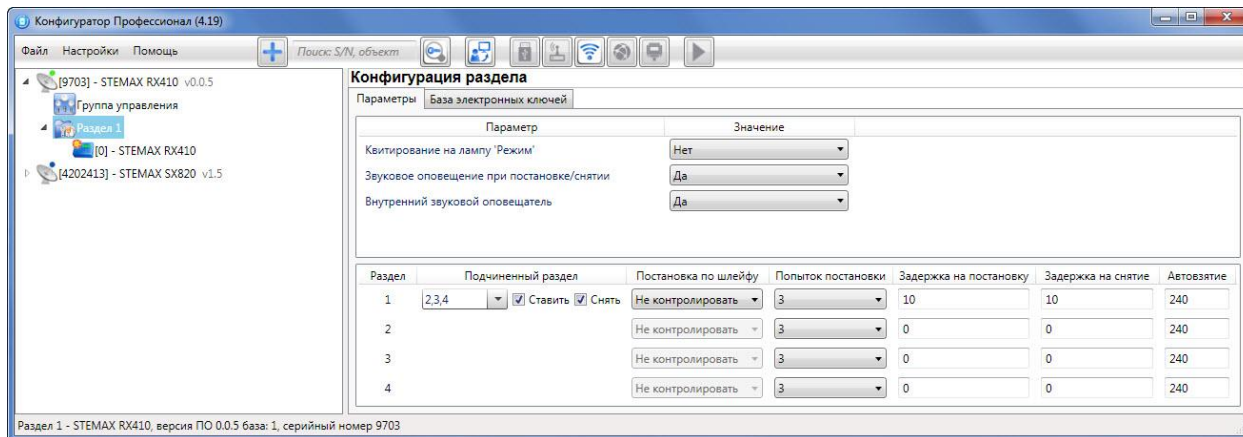 Конфигуратор Профессионал (4.19)
Файл Настройки Помощь Поиск: S/N, объект
[9703] - STEMAX RX410 v0.0.5
Группа управления
Раздел 1
[0] - STEMAX RX410
[4202413] - STEMAX SX820 v1.5
Конфигурация раздела
Параметры База электронных ключей
Параметр Значение
Квитирование на лампу 'Режим' Нет
Звуковое оповещение при постановке/снятии Да
Внутренний звуковой оповещатель Да
Раздел Подчиненный раздел Постановка по шлейфу Попыток постановки Задержка на постановку Задержка на снятие Автовзятие
1 2,3,4 Ставить Снять Не контролировать 3 10 10 240
2 Не контролировать 3 0 0 240
3 Не контролировать 3 0 0 240
4 Не контролировать 3 0 0 240
Раздел 1 - STEMAX RX410, версия ПО 0.0.5 база: 1, серийный номер 9703